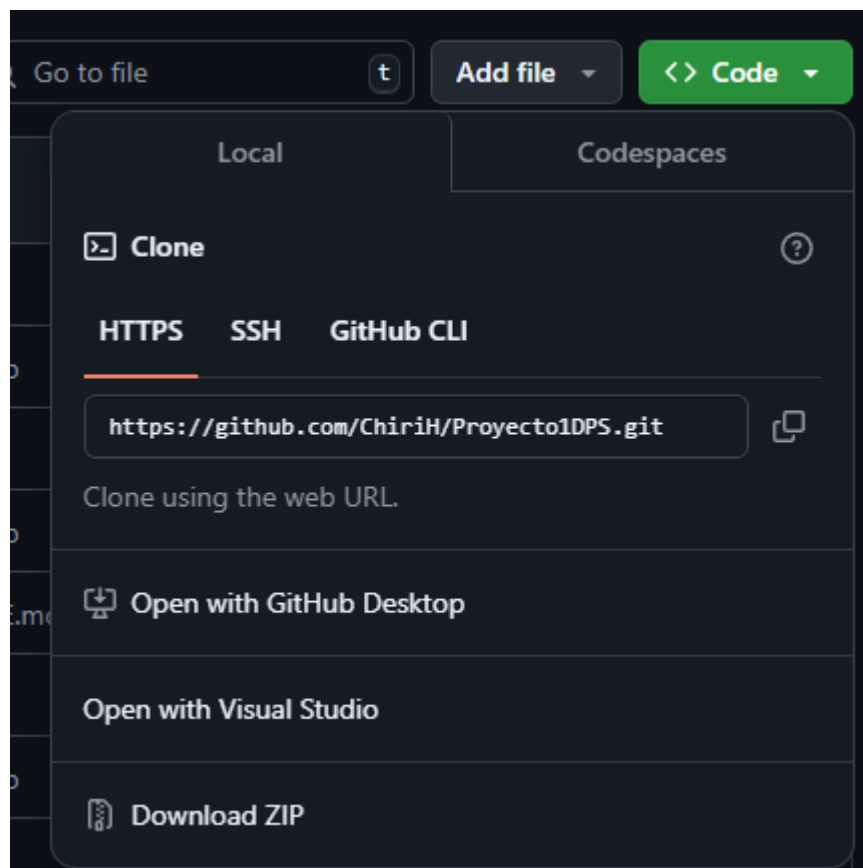 Go to file t Add file <> Code
Local Codespaces
Clone
HTTPS SSH GitHub CLI
https://github.com/ChiriH/Proyecto1DPS.git
Clone using the web URL.
Open with GitHub Desktop
Open with Visual Studio
Download ZIP